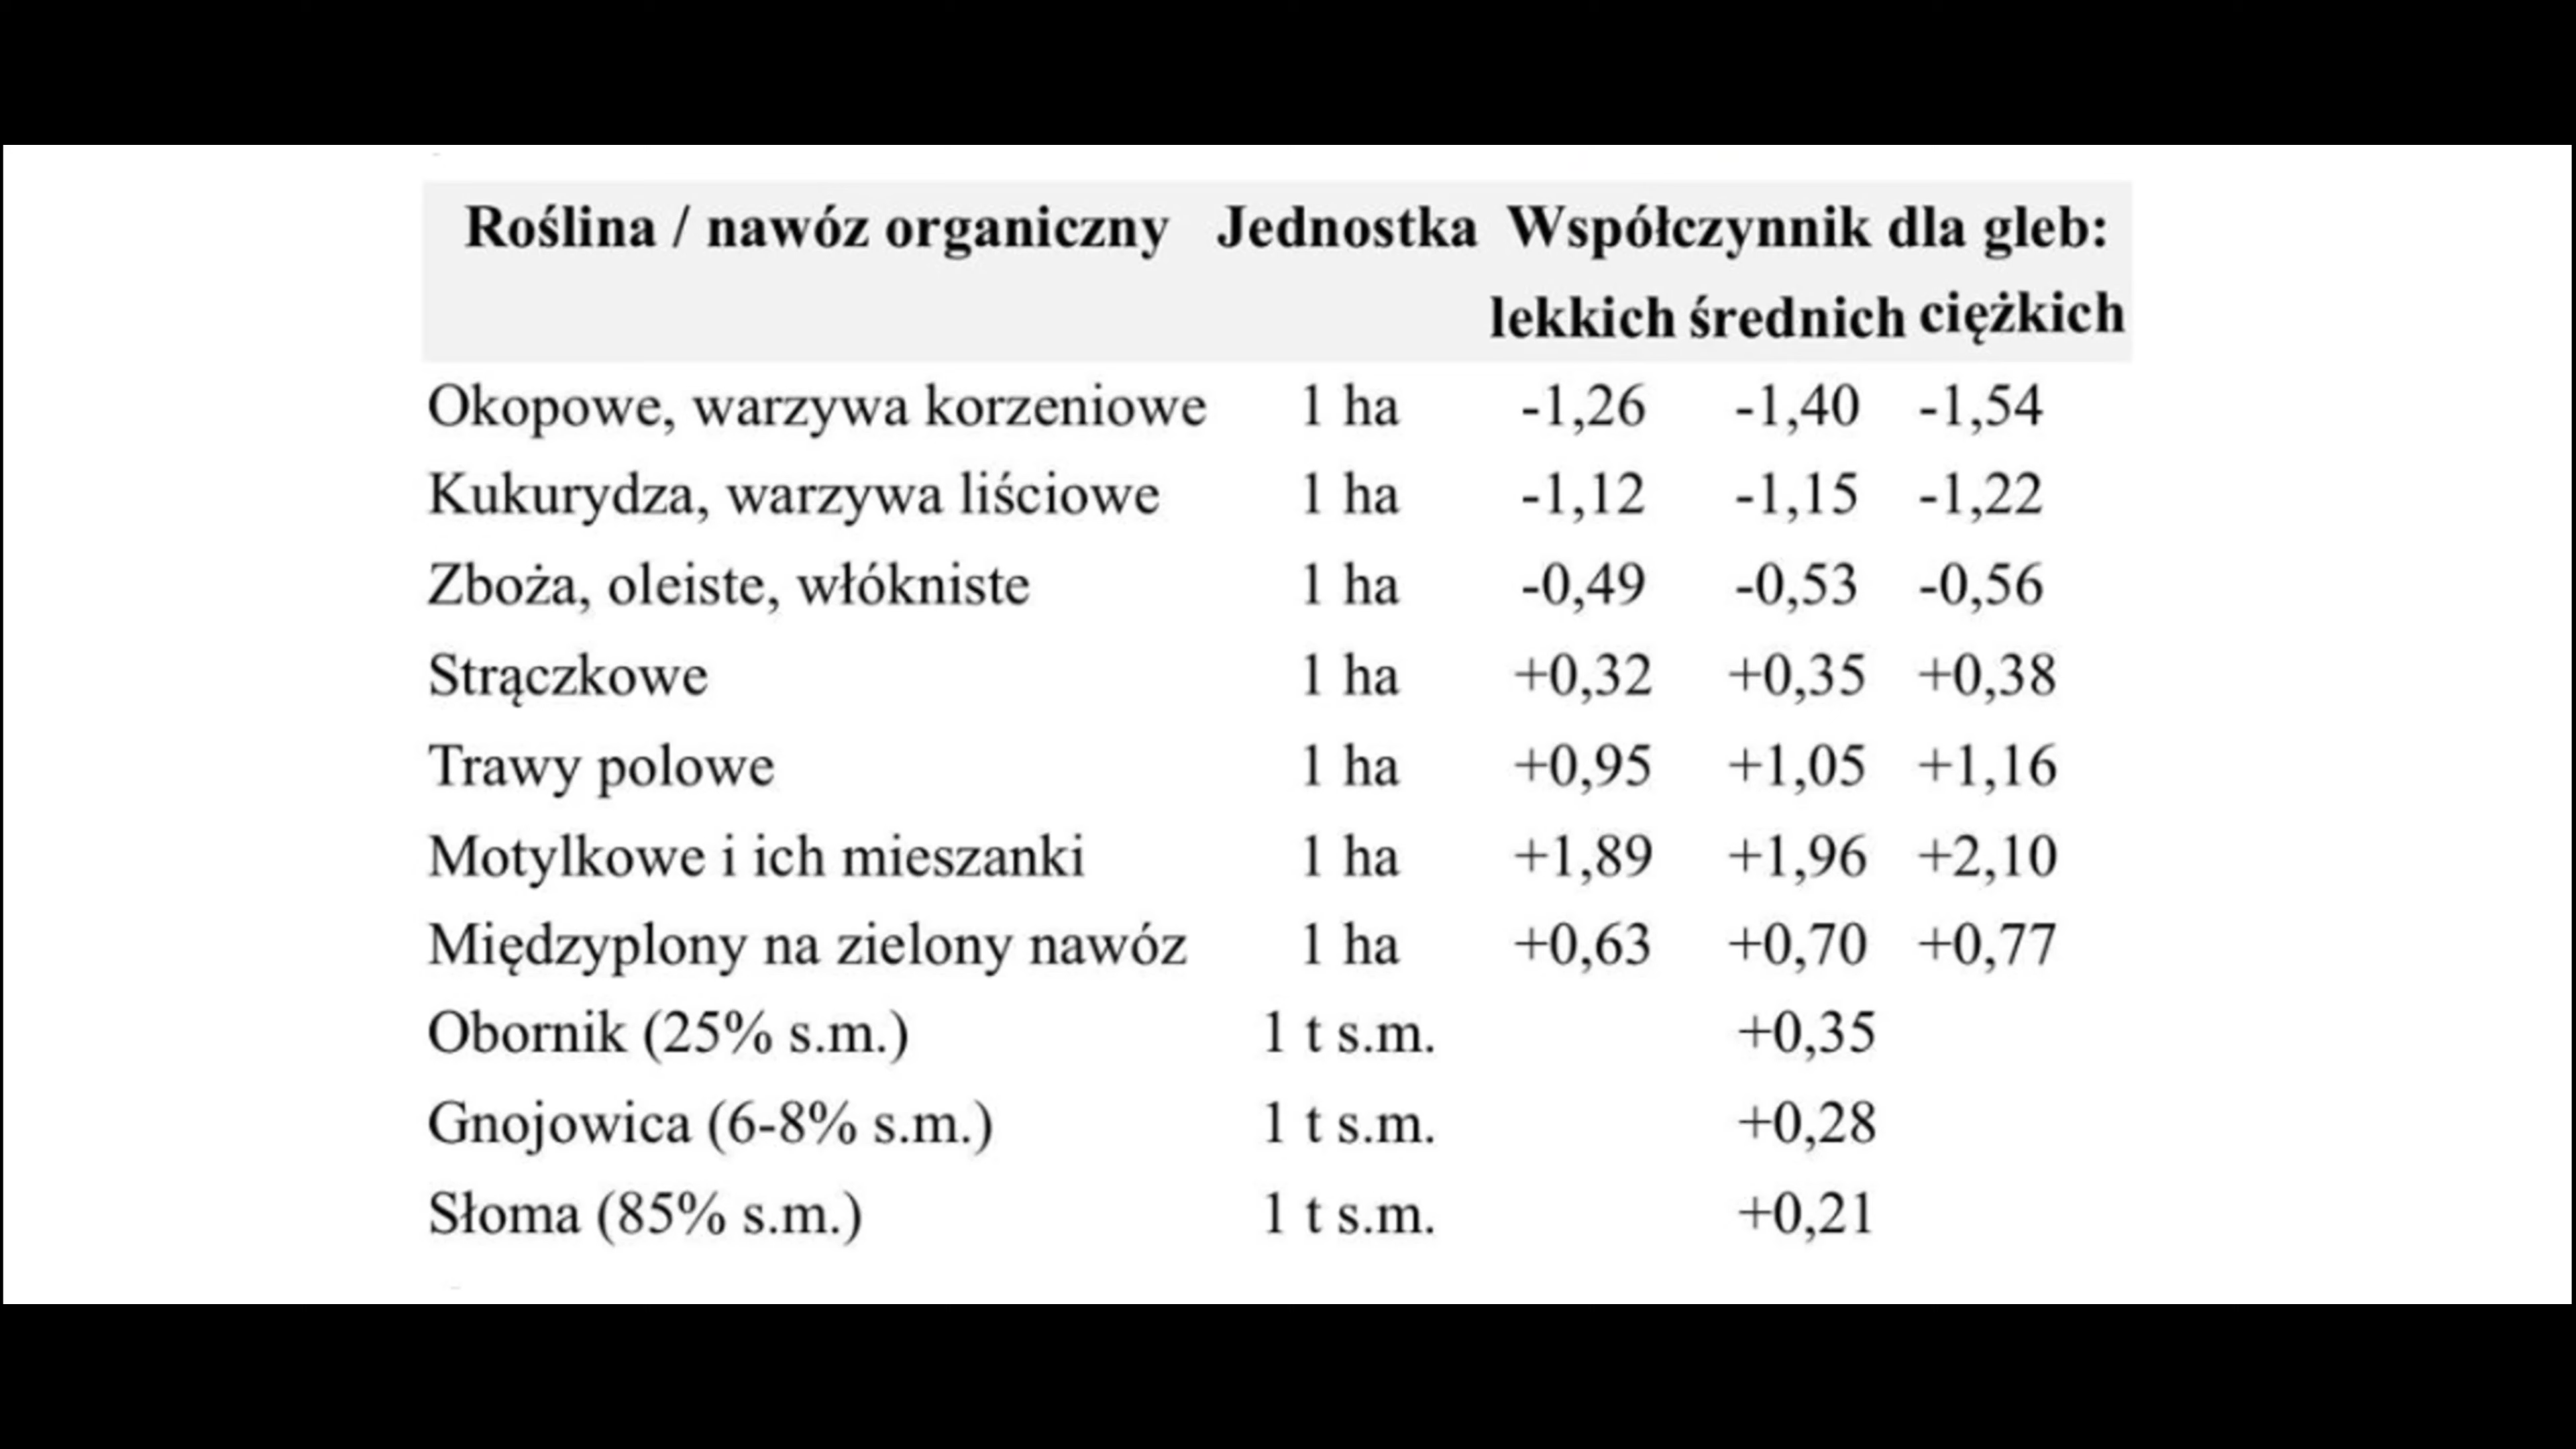 Roślina / nawóz organiczny Jednostka Współczynnik dla gleb:
lekkich średnich ciężkich
Okopowe, warzywa korzeniowe 1 ha -1,26 -1,40 -1,54
Kukurydza, warzywa liściowe 1 ha -1,12 -1,15 -1,22
Zboża, oleiste, włókniste 1 ha -0,49 -0,53 -0,56
Strączkowe 1 ha +0,32 +0,35 +0,38
Trawy polowe 1 ha +0,95 +1,05 +1,16
Motylkowe i ich mieszanki 1 ha +1,89 +1,96 +2,10
Międzyplony na zielony nawóz 1 ha +0,63 +0,70 +0,77
Obornik (25% s.m.) 1 t s.m. +0,35
Gnojowica (6-8% s.m.) 1 t s.m. +0,28
Słoma (85% s.m.) 1 t s.m. +0,21